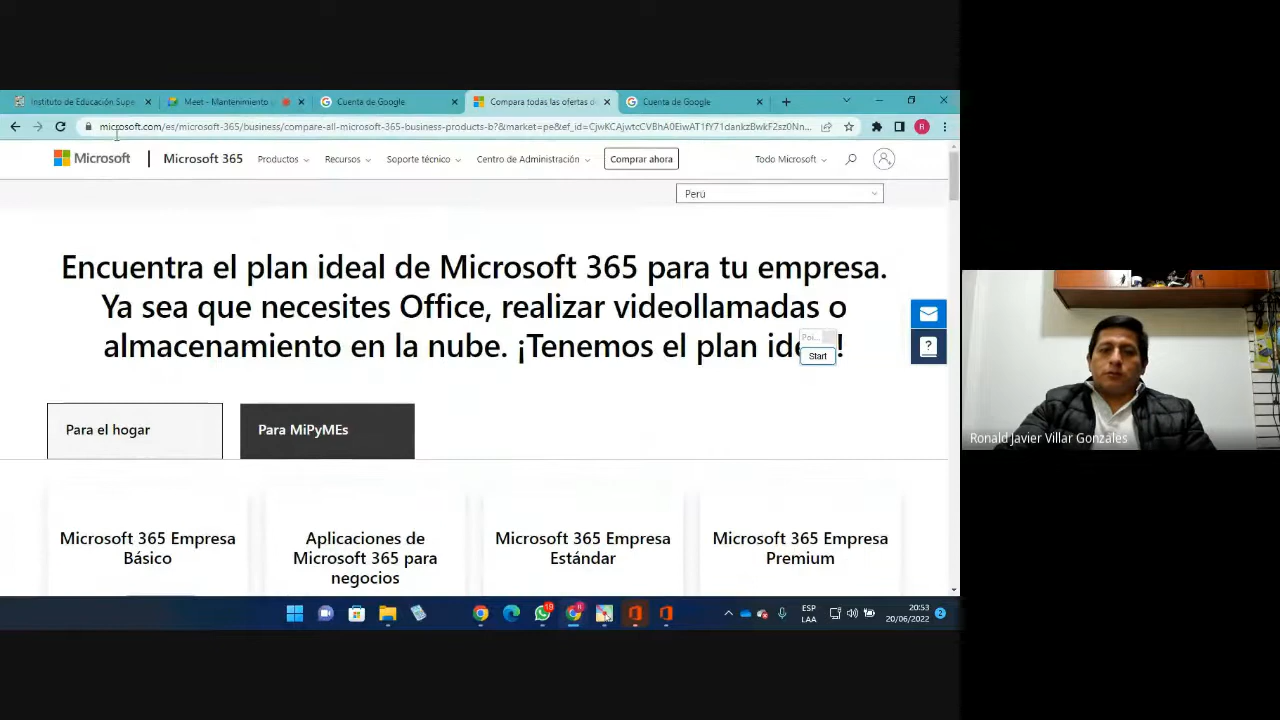 Instituto de Educación Supe
Meet - Mantenimiento
Cuenta de Google
Compara todas las ofertas d
Cuenta de Google
microsoft.com/es/microsoft-365/business/compare-all-microsoft-365-business-products-b?&market=pe&ef_id=CjwKCAjwtcCVBhA0EiwAT1fY71dankzBwkF2sz0Nn...
Microsoft
Microsoft 365
Productos
Recursos
Soporte técnico
Centro de Administración
Comprar ahora
Todo Microsoft
Perú
Encuentra el plan ideal de Microsoft 365 para tu empresa.
Ya sea que necesites Office, realizar videollamadas o
almacenamiento en la nube. ¡Tenemos el plan ide !
Poi...
Start
Para el hogar
Para MiPyMEs
Microsoft 365 Empresa
Básico
Aplicaciones de
Microsoft 365 para
negocios
Microsoft 365 Empresa
Estándar
Microsoft 365 Empresa
Premium
Ronald Javier Villar Gonzales
18
ESP
LAA
20:53
20/06/2022
2